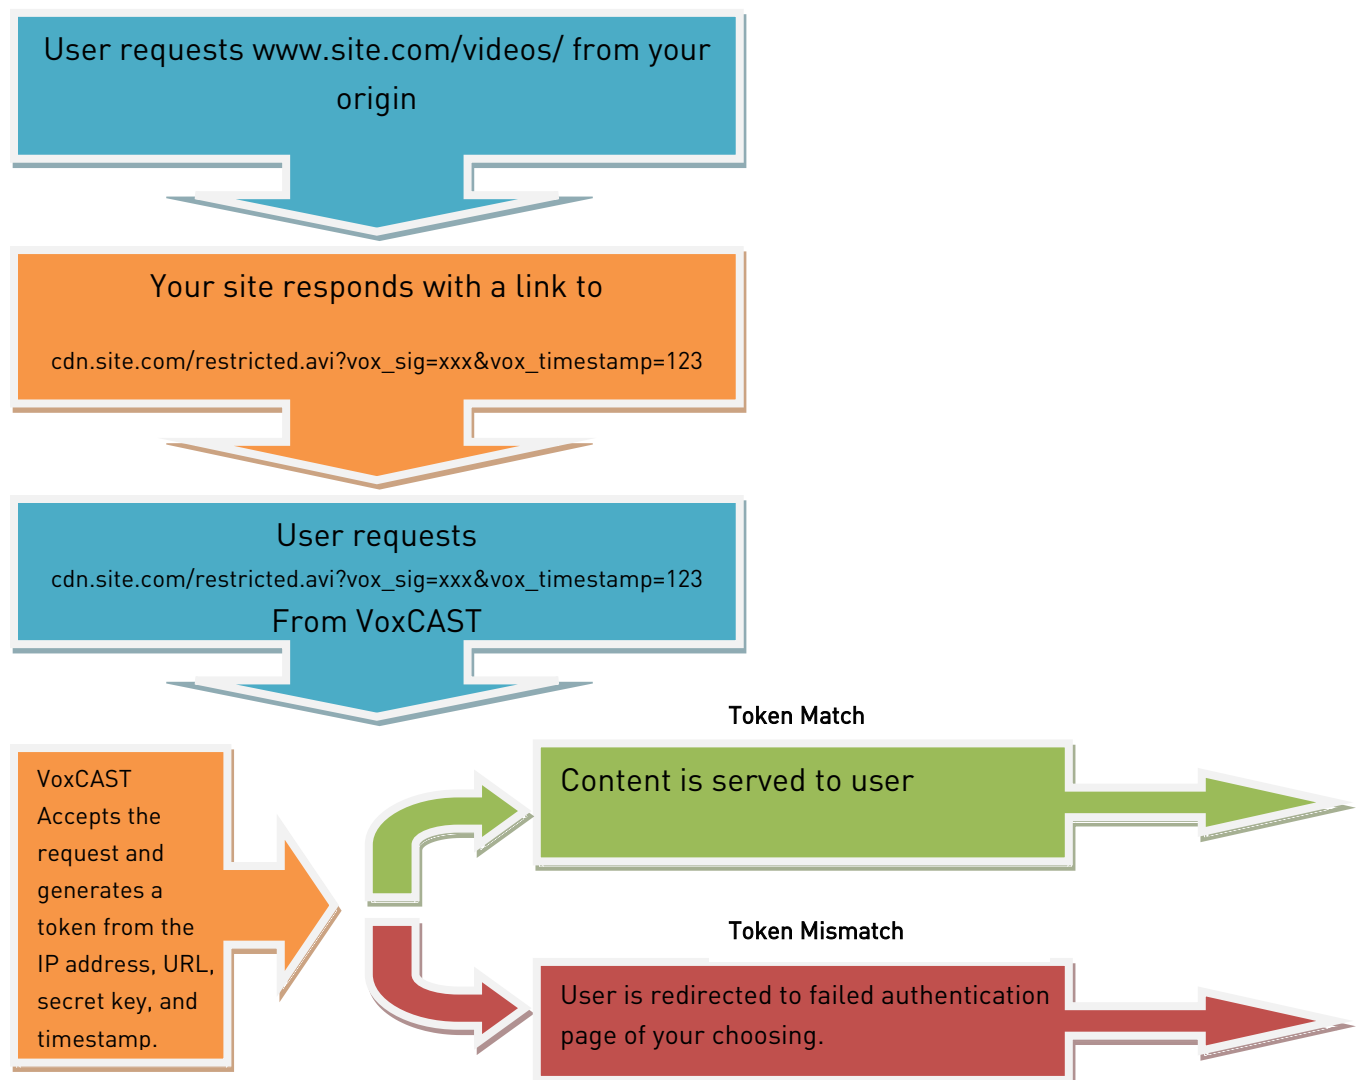 User requests www.site.com/videos/ from your
origin
Your site responds with a link to
cdn.site.com/restricted.avi?vox_sig=xxx&vox_timestamp=123
User requests
cdn.site.com/restricted.avi?vox_sig=xxx&vox_timestamp=123
From VoxCAST
VoxCAST
Accepts the
request and
generates a
token from the
IP address, URL,
secret key, and
timestamp.
Token Match
Content is served to user
Token Mismatch
User is redirected to failed authentication
page of your choosing.